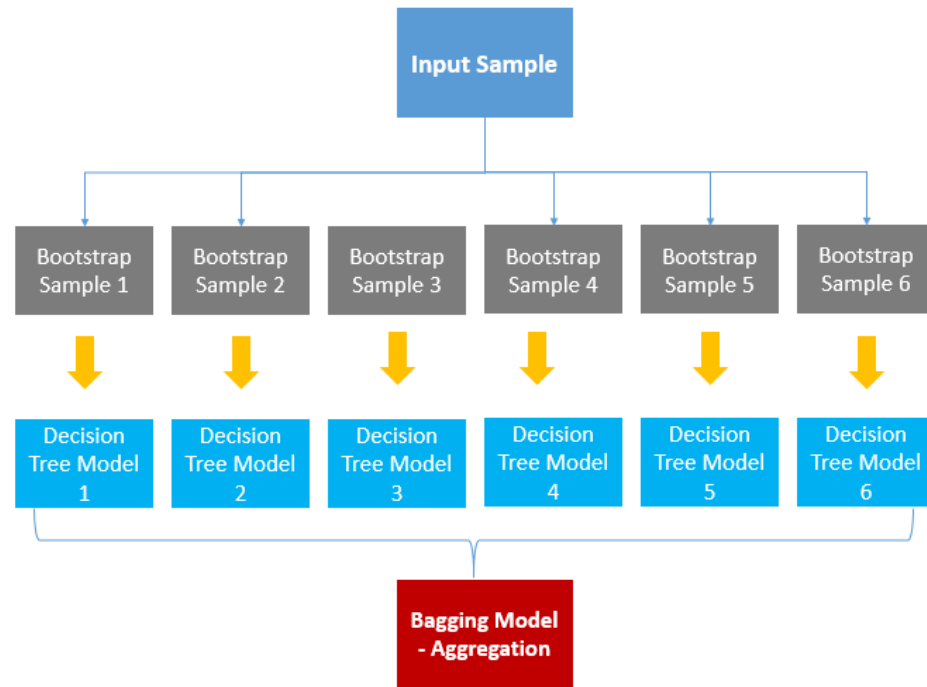 Input Sample
Bootstrap
Sample 1
Bootstrap
Sample 2
Bootstrap
Sample 3
Bootstrap
Sample 4
Bootstrap
Sample 5
Bootstrap
Sample 6
Decision
Tree Model
1
Decision
Tree Model
2
Decision
Tree Model
3
Decision
Tree Model
4
Decision
Tree Model
5
Decision
Tree Model
6
Bagging Model
- Aggregation